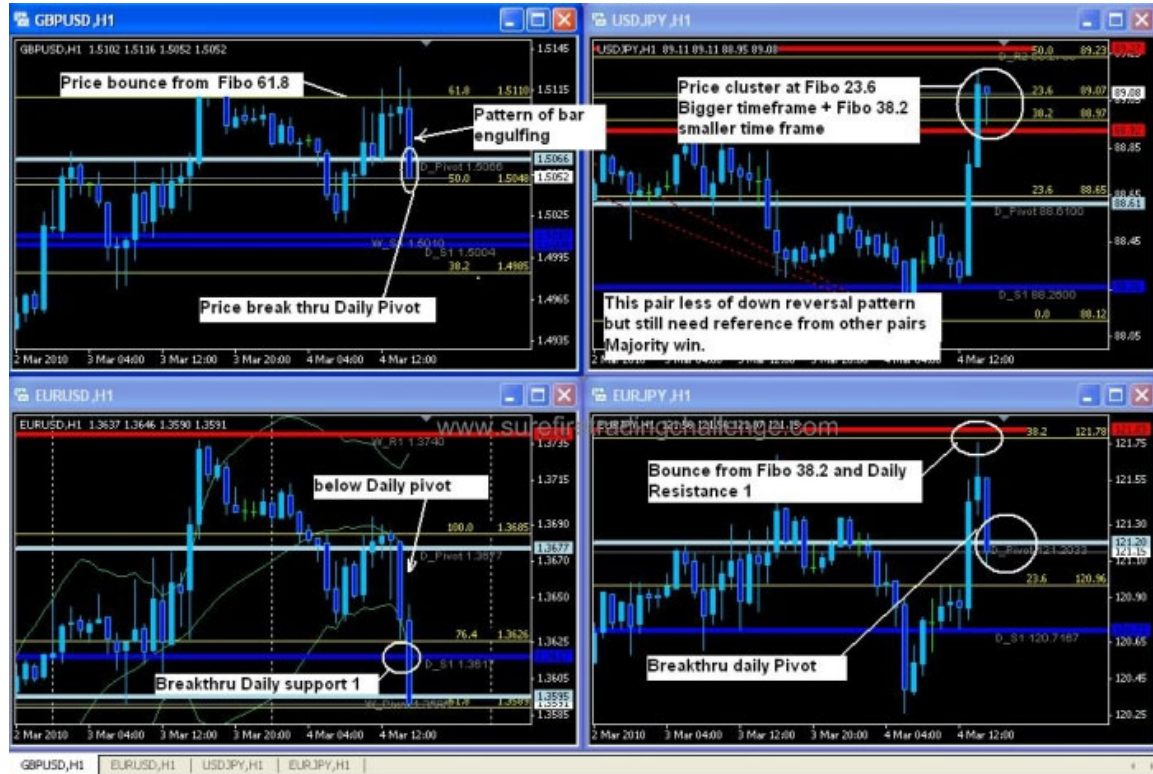 GBPUSD,H1
GBPUSD,H1 1.5102 1.5116 1.5052 1.5052
1.5145
Price bounce from Fibo 61.8
61.8 1.5110
1.5115
Pattern of bar
engulfing
1.5066
D_Pivot 1.5066
50.0 1.5048
1.5052
1.5025
W_S1 1.5010
D_S1 1.5004
1.4995
38.2 1.4985
Price break thru Daily Pivot
1.4965
1.4935
2 Mar 2010 3 Mar 04:00 3 Mar 12:00 3 Mar 20:00 4 Mar 04:00 4 Mar 12:00
USDJPY,H1
USDJPY,H1 89.11 89.11 88.95 89.08
50.0 89.23
Price cluster at Fibo 23.6
Bigger timeframe + Fibo 38.2
smaller time frame
23.6 89.07
89.08
38.2 88.97
88.85
23.6 88.65
88.61
D_Pivot 88.6100
88.45
This pair less of down reversal pattern
but still need reference from other pairs
Majority win.
D_S1 88.2600
0.0 88.12
88.05
2 Mar 2010 3 Mar 04:00 3 Mar 12:00 3 Mar 20:00 4 Mar 04:00 4 Mar 12:00
EURUSD,H1
EURUSD,H1 1.3637 1.3646 1.3590 1.3591
W_R1 1.3740
1.3735
below Daily pivot
1.3715
100.0 1.3685
1.3690
1.3677
D_Pivot 1.3677
1.3670
1.3645
76.4 1.3626
1.3625
D_S1 1.3617
Breakthru Daily support 1
1.3605
1.3595
1.3591
61.8 1.3589
1.3585
2 Mar 2010 3 Mar 04:00 3 Mar 12:00 3 Mar 20:00 4 Mar 04:00 4 Mar 12:00
EURJPY,H1
www.surefiretradingchallenge.com
38.2 121.78
121.75
Bounce from Fibo 38.2 and Daily
Resistance 1
121.55
121.30
121.20
D_Pivot 121.2033
121.15
23.6 120.96
120.90
D_S1 120.7167
120.65
Breakthru daily Pivot
120.45
120.25
2 Mar 2010 3 Mar 04:00 3 Mar 12:00 3 Mar 20:00 4 Mar 04:00 4 Mar 12:00
GBPUSD,H1 EURUSD,H1 USDJPY,H1 EURJPY,H1